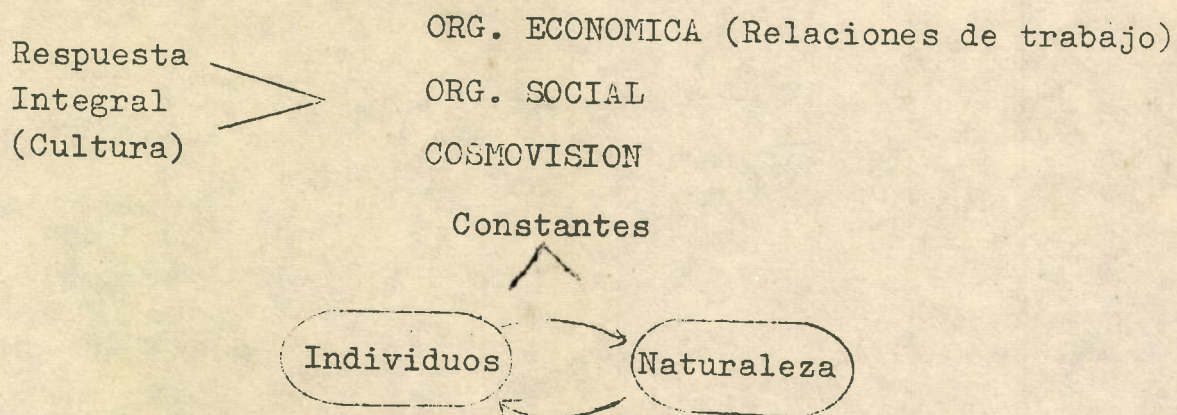 Respuesta
Integral
(Cultura)
ORG. ECONOMICA (Relaciones de trabajo)
ORG. SOCIAL
COSMOVISION
Constantes
Individuos
Naturaleza